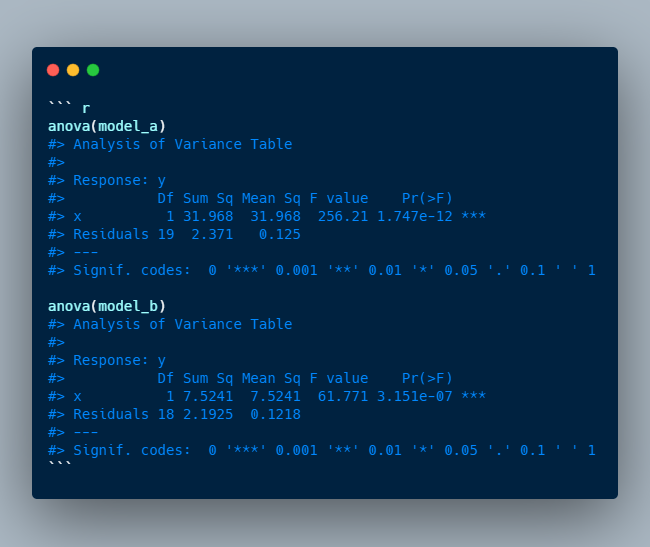 ``` r
anova(model_a)
#> Analysis of Variance Table
#>
#> Response: y
#>           Df Sum Sq Mean Sq F value    Pr(>F)
#> x          1 31.968  31.968  256.21 1.747e-12 ***
#> Residuals 19  2.371   0.125
#> ---
#> Signif. codes:  0 '***' 0.001 '**' 0.01 '*' 0.05 '.' 0.1 ' ' 1

anova(model_b)
#> Analysis of Variance Table
#>
#> Response: y
#>           Df Sum Sq Mean Sq F value    Pr(>F)
#> x          1 7.5241  7.5241  61.771 3.151e-07 ***
#> Residuals 18 2.1925  0.1218
#> ---
#> Signif. codes:  0 '***' 0.001 '**' 0.01 '*' 0.05 '.' 0.1 ' ' 1
```